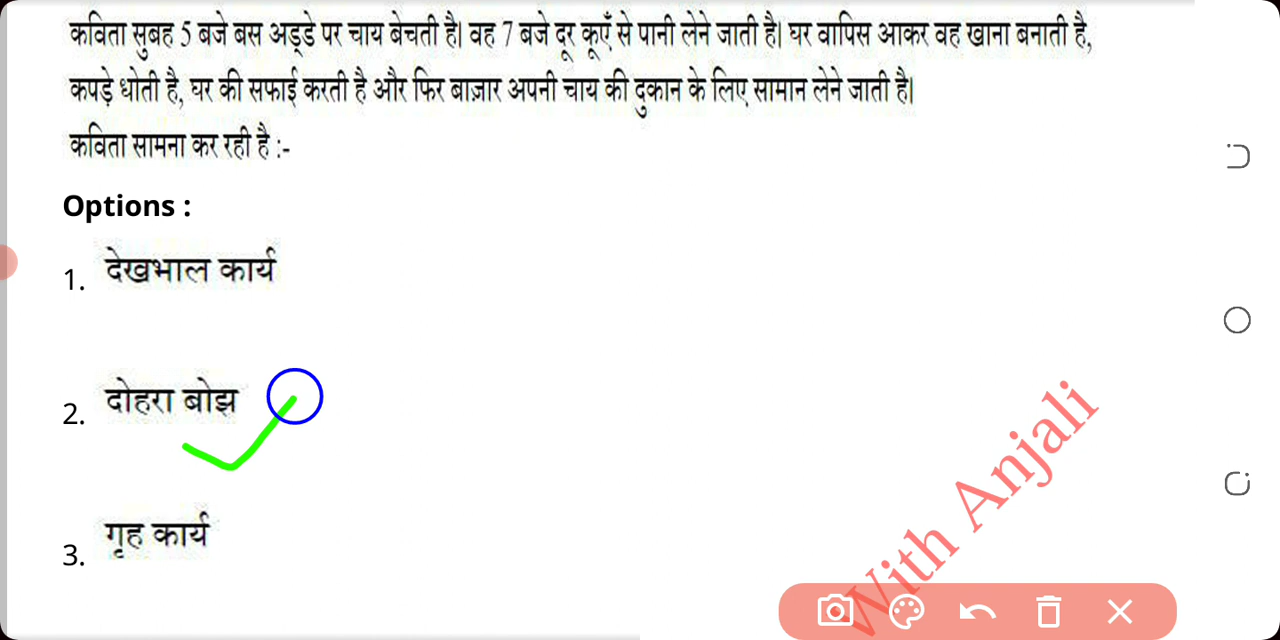 कविता सुबह 5 बजे बस अड्डे पर चाय बेचती है। वह 7 बजे दूर कूएँ से पानी लेने जाती है। घर वापिस आकर वह खाना बनाती है,
कपड़े धोती है, घर की सफाई करती है और फिर बाज़ार अपनी चाय की दुकान के लिए सामान लेने जाती है।
कविता सामना कर रही है :-
Options :
1. देखभाल कार्य
2. दोहरा बोझ
3. गृह कार्य
With Anjali